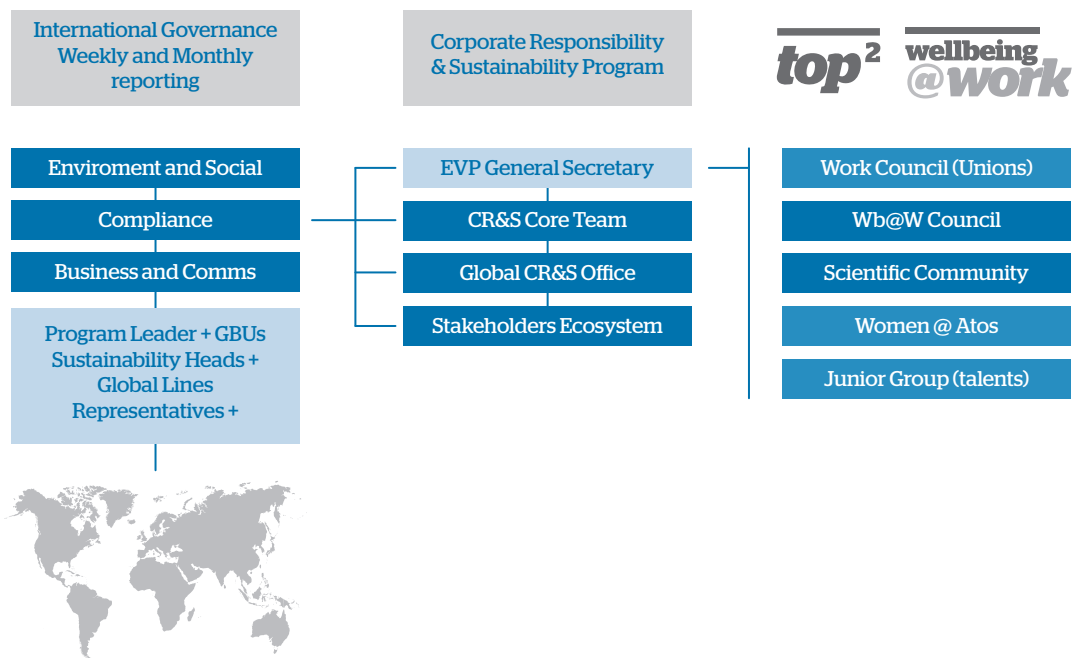 International Governance
Weekly and Monthly
reporting
Enviroment and Social
Compliance
Business and Comms
Program Leader + GBUs
Sustainability Heads +
Global Lines
Representatives +
Corporate Responsibility
& Sustainability Program
EVP General Secretary
CR&S Core Team
Global CR&S Office
Stakeholders Ecosystem
top²
wellbeing
@work
Work Council (Unions)
Wb@W Council
Scientific Community
Women @ Atos
Junior Group (talents)